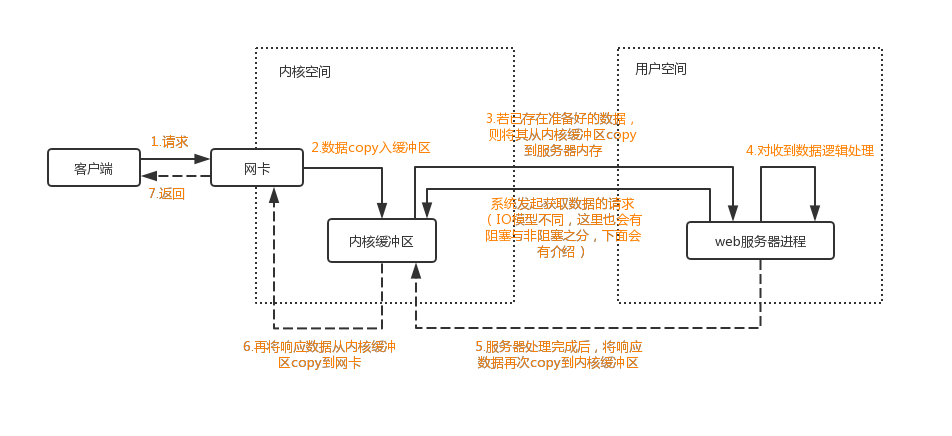 内核空间
用户空间
1.请求
客户端
网卡
7.返回
2.数据copy入缓冲区
3.若已存在准备好的数据，
则将其从内核缓冲区copy
到服务器内存
4.对收到数据逻辑处理
系统发起获取数据的请求
（IO模型不同，这里也会有
阻塞与非阻塞之分，下面会
有介绍）
内核缓冲区
web服务器进程
6.再将响应数据从内核缓冲
区copy到网卡
5.服务器处理完成后，将响应
数据再次copy到内核缓冲区